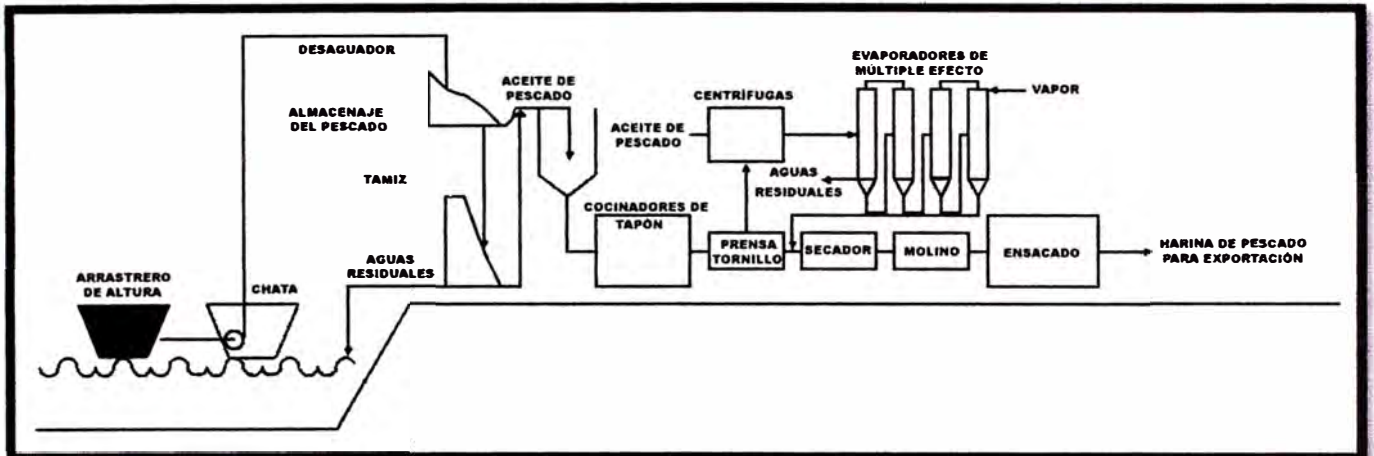 DESAGUADOR
ALMACENAJE
DEL PESCADO
TAMIZ
AGUAS
RESIDUALES
ARRASTRERO
DE ALTURA
CHATA
ACEITE DE
PESCADO
COCINADORES DE
TAPÓN
CENTRÍFUGAS
ACEITE DE
PESCADO
PRENSA
TORNILLO
EVAPORADORES DE
MÚLTIPLE EFECTO
VAPOR
AGUAS
RESIDUALES
SECADOR
MOLINO
ENSACADO
HARINA DE PESCADO
PARA EXPORTACIÓN